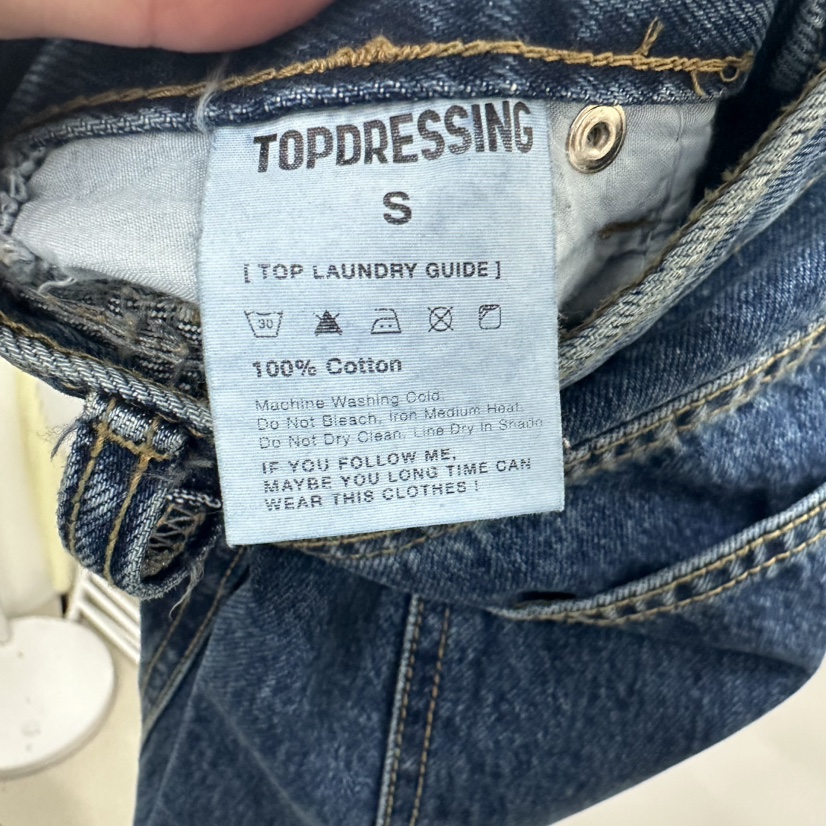 TOPDRESSING
S
[ TOP LAUNDRY GUIDE ]
30
100% Cotton
Machine Washing Cold.
Do Not Bleach, Iron Medium Heat.
Do Not Dry Clean, Line Dry In Shade
IF YOU FOLLOW ME,
MAYBE YOU LONG TIME CAN
WEAR THIS CLOTHES !